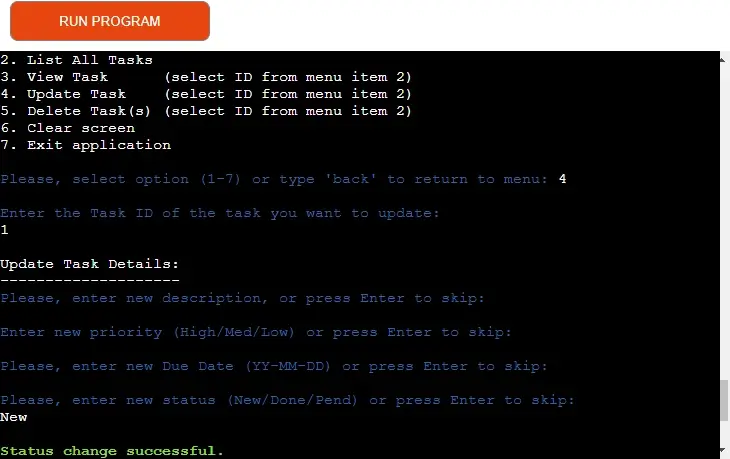 RUN PROGRAM
2. List All Tasks
3. View Task      (select ID from menu item 2)
4. Update Task    (select ID from menu item 2)
5. Delete Task(s) (select ID from menu item 2)
6. Clear screen
7. Exit application
Please, select option (1-7) or type 'back' to return to menu: 4
Enter the Task ID of the task you want to update:
1
Update Task Details:
--------------------
Please, enter new description, or press Enter to skip:
Enter new priority (High/Med/Low) or press Enter to skip:
Please, enter new Due Date (YY-MM-DD) or press Enter to skip:
Please, enter new status (New/Done/Pend) or press Enter to skip:
New
Status change successful.